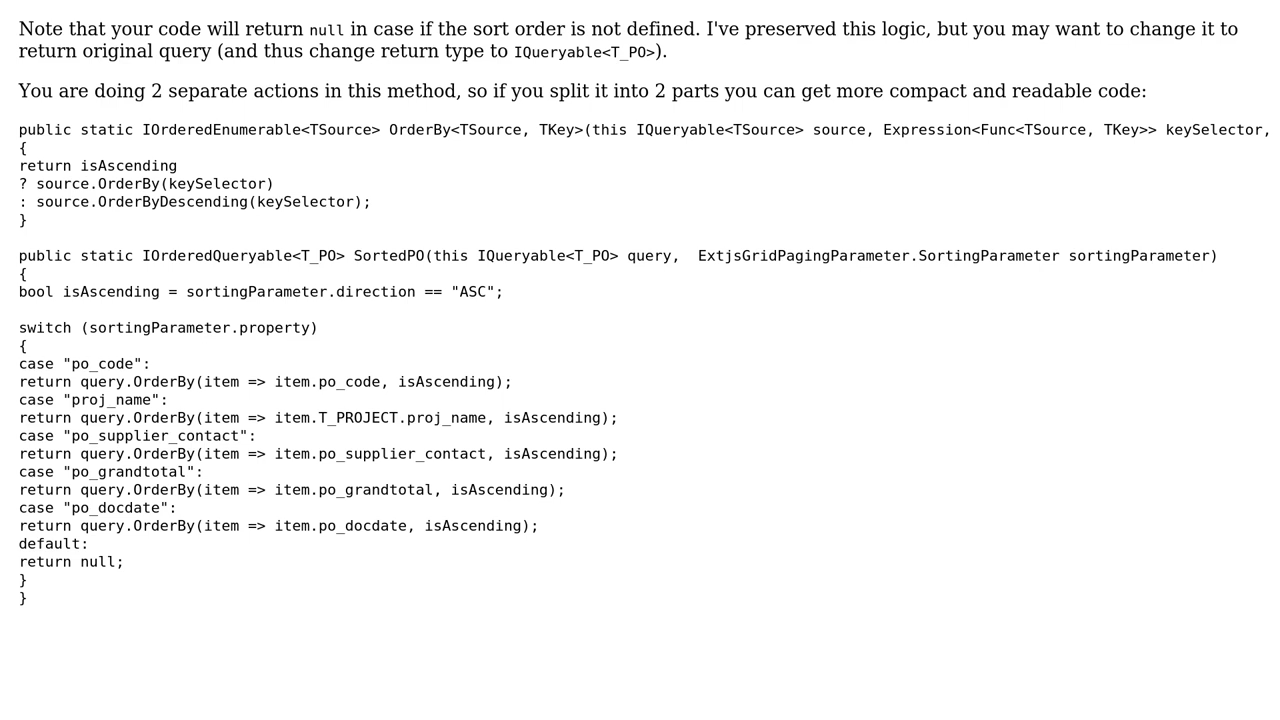 Note that your code will return null in case if the sort order is not defined. I've preserved this logic, but you may want to change it to
return original query (and thus change return type to IQueryable<T_PO>).
You are doing 2 separate actions in this method, so if you split it into 2 parts you can get more compact and readable code:
public static IOrderedEnumerable<TSource> OrderBy<TSource, TKey>(this IQueryable<TSource> source, Expression<Func<TSource, TKey>> keySelector,
{
return isAscending
? source.OrderBy(keySelector)
: source.OrderByDescending(keySelector);
}
public static IOrderedQueryable<T_PO> SortedPO(this IQueryable<T_PO> query,  ExtjsGridPagingParameter.SortingParameter sortingParameter)
{
bool isAscending = sortingParameter.direction == "ASC";
switch (sortingParameter.property)
{
case "po_code":
return query.OrderBy(item => item.po_code, isAscending);
case "proj_name":
return query.OrderBy(item => item.T_PROJECT.proj_name, isAscending);
case "po_supplier_contact":
return query.OrderBy(item => item.po_supplier_contact, isAscending);
case "po_grandtotal":
return query.OrderBy(item => item.po_grandtotal, isAscending);
case "po_docdate":
return query.OrderBy(item => item.po_docdate, isAscending);
default:
return null;
}
}